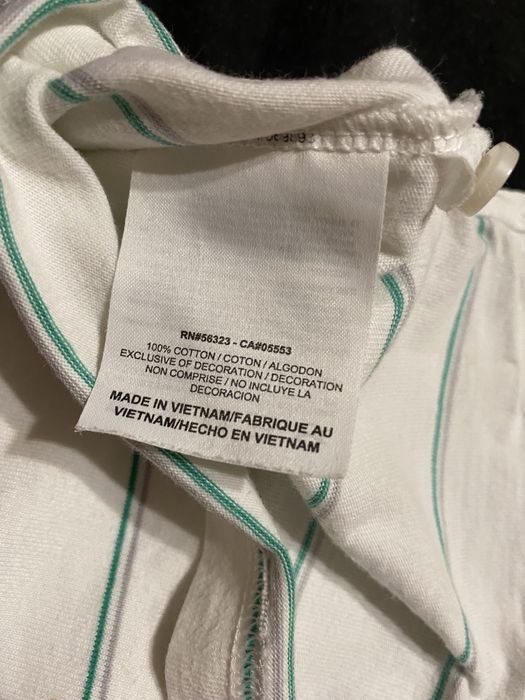 RN#56323 - CA#05553
100% COTTON / COTON / ALGODON
EXCLUSIVE OF DECORATION / DECORATION
NON COMPRISE / NO INCLUYE LA
DECORACION
MADE IN VIETNAM/FABRIQUE AU
VIETNAM/HECHO EN VIETNAM